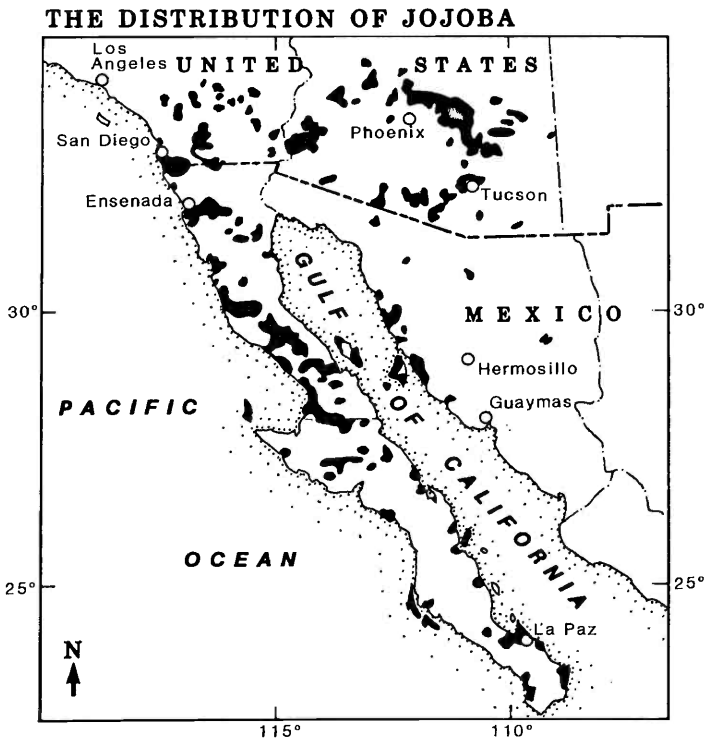 THE DISTRIBUTION OF JOJOBA
Los
Angeles
UNITED STATES
San Diego
Phoenix
Ensenada
Tucson
GULF OF CALIFORNIA
MEXICO
30°
30°
Hermosillo
Guaymas
PACIFIC
OCEAN
25°
25°
La Paz
N
115°
110°